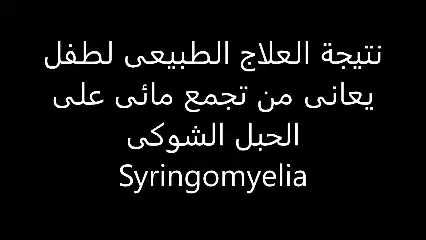 نتيجة العلاج الطبيعى لطفل
يعانى من تجمع مائى على
الحبل الشوكى
Syringomyelia